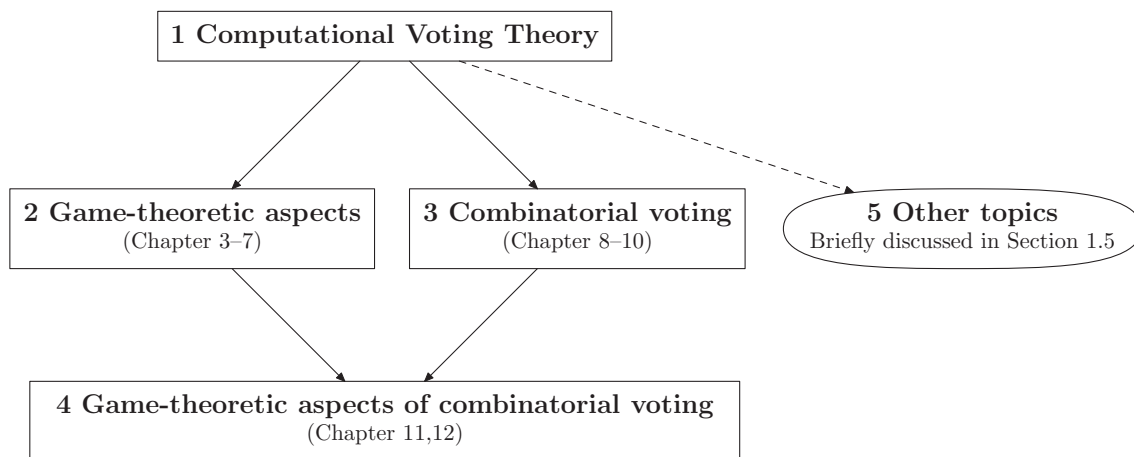 1 Computational Voting Theory
2 Game-theoretic aspects
(Chapter 3–7)
3 Combinatorial voting
(Chapter 8–10)
5 Other topics
Briefly discussed in Section 1.5
4 Game-theoretic aspects of combinatorial voting
(Chapter 11,12)